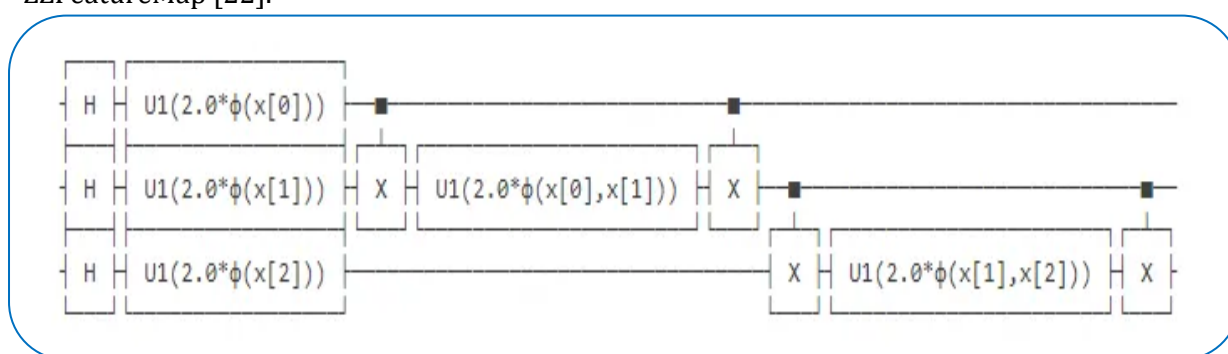 ZZFeatureMap [22].
H U1(2.0*ϕ(x[0]))
H U1(2.0*ϕ(x[1])) X U1(2.0*ϕ(x[0],x[1])) X
H U1(2.0*ϕ(x[2])) X U1(2.0*ϕ(x[1],x[2])) X